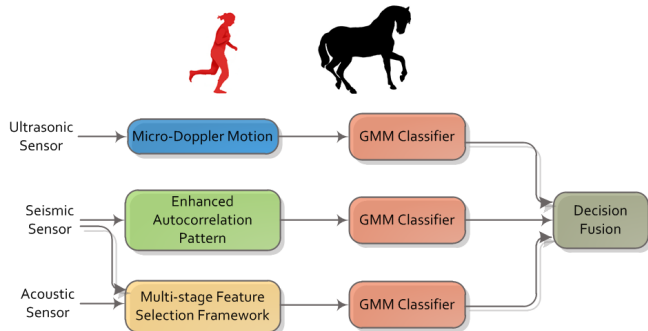 Ultrasonic
Sensor
Micro-Doppler Motion
GMM Classifier
Seismic
Sensor
Enhanced
Autocorrelation
Pattern
GMM Classifier
Decision
Fusion
Acoustic
Sensor
Multi-stage Feature
Selection Framework
GMM Classifier